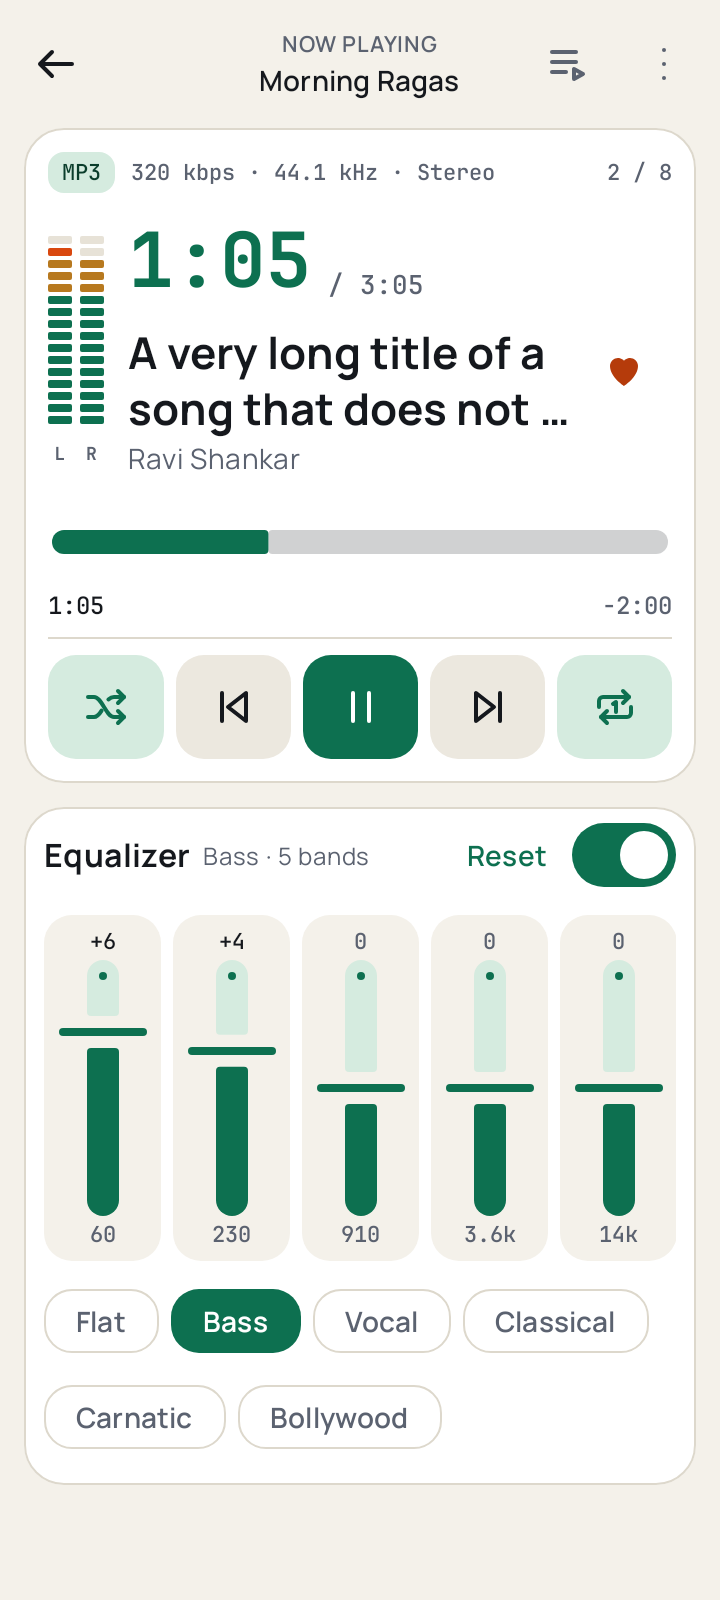 NOW PLAYING
Morning Ragas
MP3 320 kbps · 44.1 kHz · Stereo 2 / 8
1:05 / 3:05
A very long title of a
song that does not …
L R
Ravi Shankar
1:05 -2:00
1
Equalizer Bass · 5 bands Reset
+6 +4 0 0 0
60 230 910 3.6k 14k
Flat Bass Vocal Classical
Carnatic Bollywood